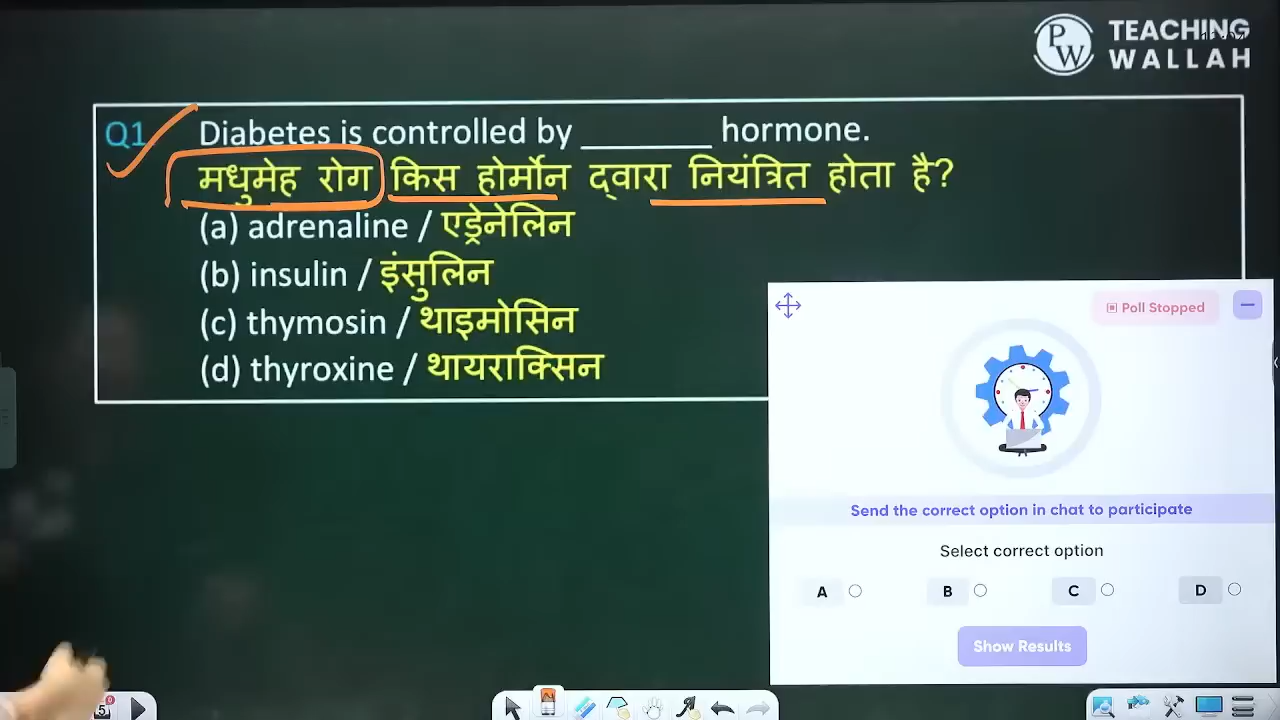 TEACHING
WALLAH
PW
Q1 Diabetes is controlled by ________ hormone.
मधुमेह रोग किस होर्मोन द्वारा नियंत्रित होता है?
(a) adrenaline / एड्रेनेलिन
(b) insulin / इंसुलिन
(c) thymosin / थाइमोसिन
(d) thyroxine / थायराक्सिन
Poll Stopped
Send the correct option in chat to participate
Select correct option
A B C D
Show Results